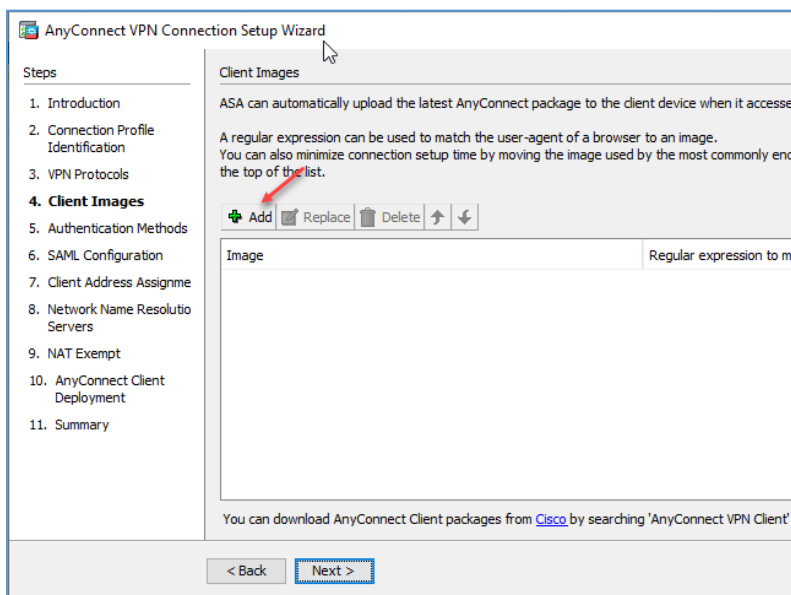 AnyConnect VPN Connection Setup Wizard
Steps
1. Introduction
2. Connection Profile
Identification
3. VPN Protocols
4. Client Images
5. Authentication Methods
6. SAML Configuration
7. Client Address Assignme
8. Network Name Resolutio
Servers
9. NAT Exempt
10. AnyConnect Client
Deployment
11. Summary
Client Images
ASA can automatically upload the latest AnyConnect package to the client device when it accesse
A regular expression can be used to match the user-agent of a browser to an image.
You can also minimize connection setup time by moving the image used by the most commonly enc
the top of the list.
Add Replace Delete
Image Regular expression to m
You can download AnyConnect Client packages from Cisco by searching 'AnyConnect VPN Client'
< Back Next >